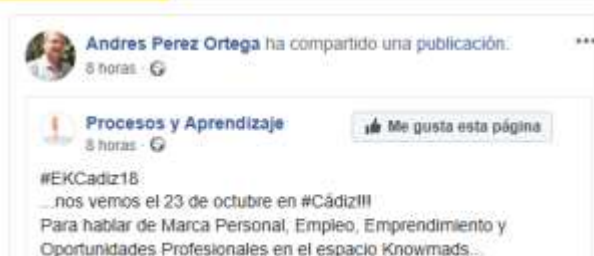 Andres Perez Ortega ha compartido una publicación.
8 horas ·
Procesos y Aprendizaje
8 horas ·
Me gusta esta página
#EKCadiz18
...nos vemos el 23 de octubre en #Cádiz!!!
Para hablar de Marca Personal, Empleo, Emprendimiento y
Oportunidades Profesionales en el espacio Knowmads...